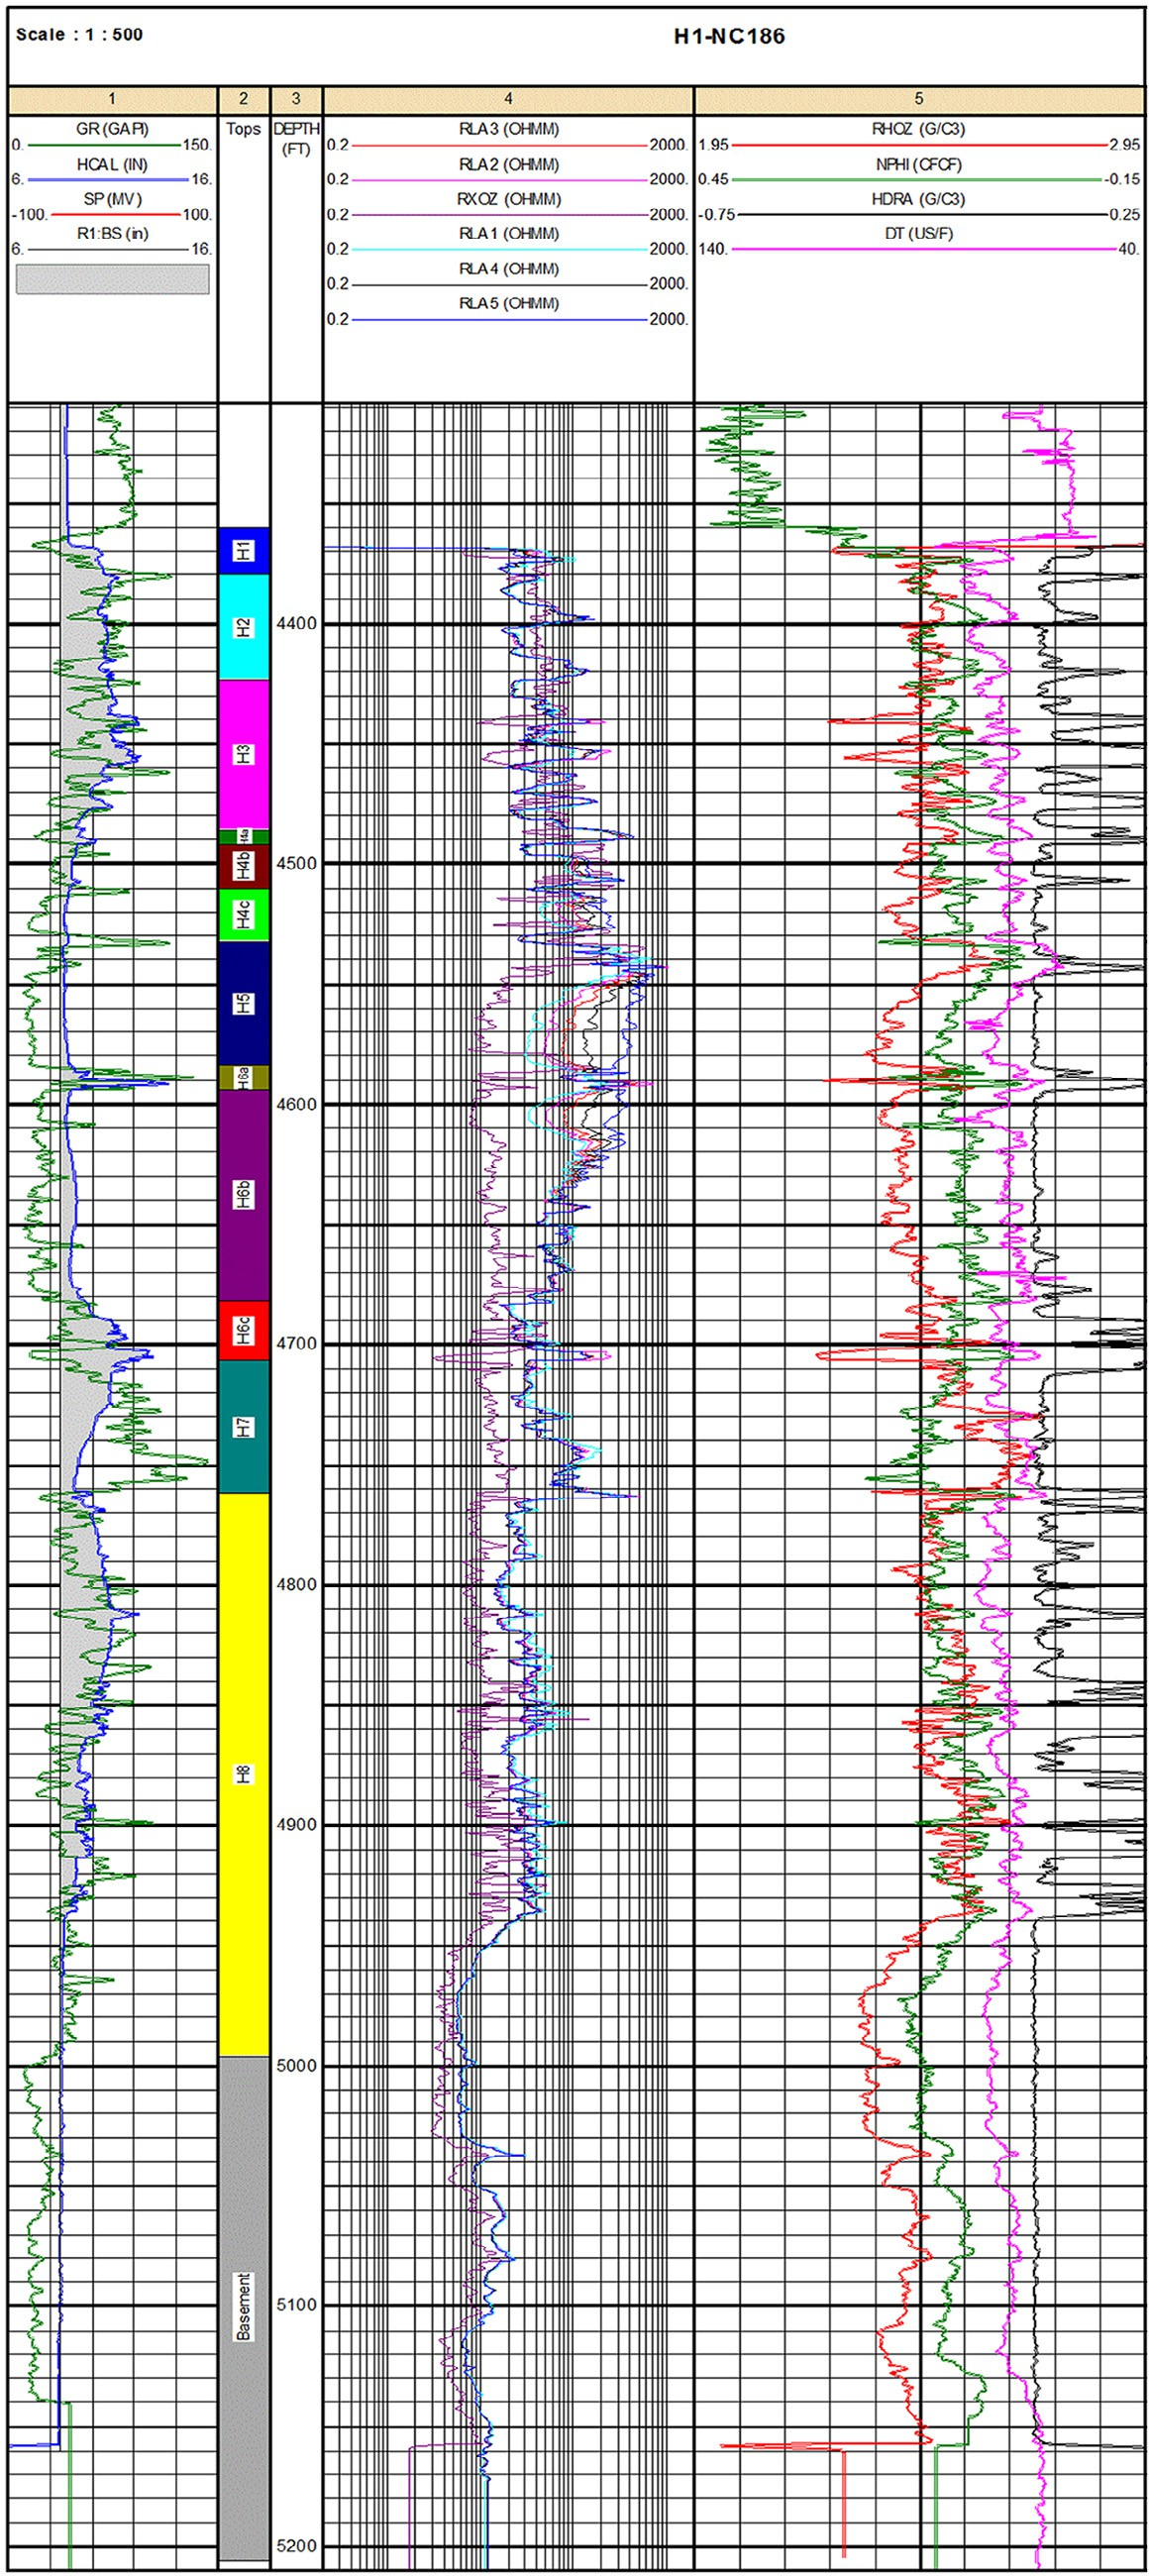 Scale : 1 : 500
H1-NC186
1 2 3 4 5
GR (GAPI)
0. 150.
HCAL (IN)
6. 16.
SP (MV)
-100. 100.
R1:BS (in)
6. 16.
Tops
DEPTH
(FT)
RLA3 (OHMM)
0.2 2000.
RLA2 (OHMM)
0.2 2000.
RXOZ (OHMM)
0.2 2000.
RLA1 (OHMM)
0.2 2000.
RLA4 (OHMM)
0.2 2000.
RLA5 (OHMM)
0.2 2000.
RHOZ (G/C3)
1.95 2.95
NPHI (CFCF)
0.45 -0.15
HDRA (G/C3)
-0.75 0.25
DT (US/F)
140. 40.
H1
H2
4400
H3
H4a
H4b
4500
H4c
H5
H6a
4600
H6b
H6c
4700
H7
4800
H8
4900
5000
Basement
5100
5200